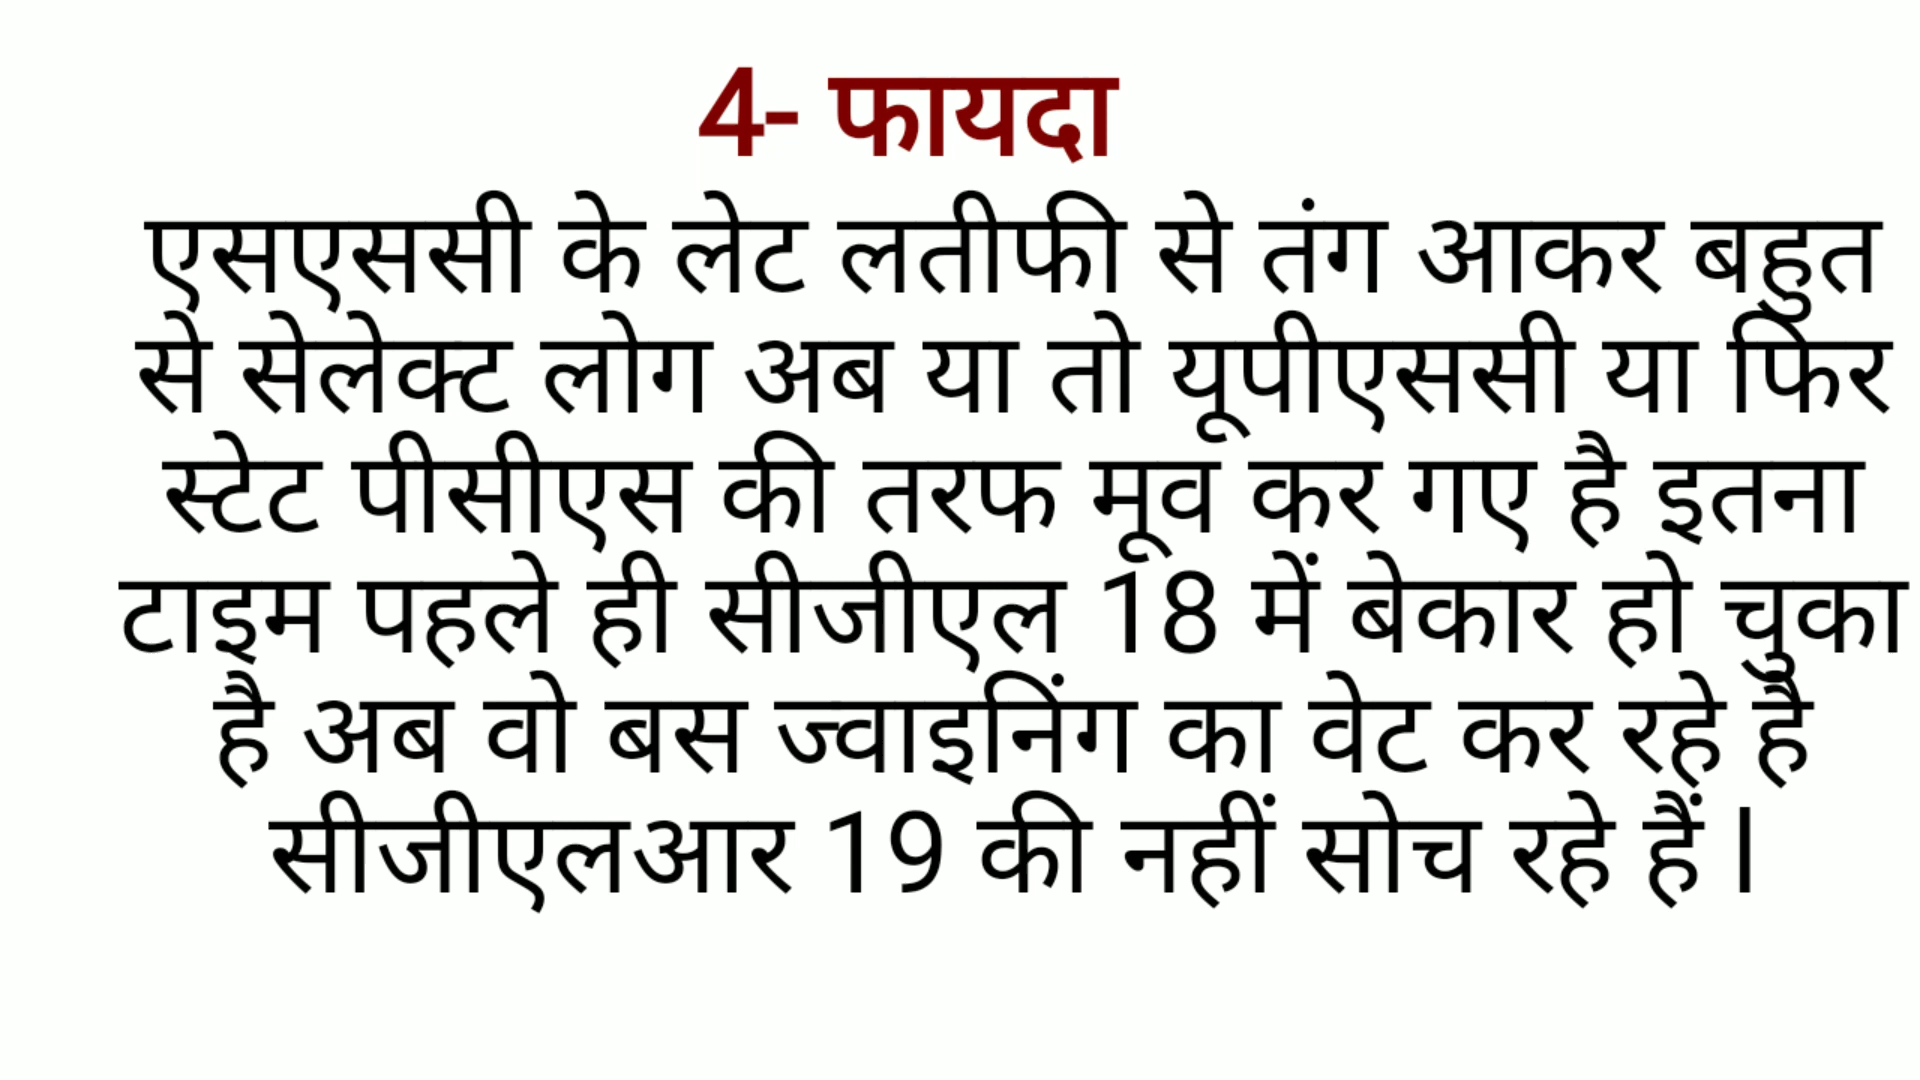 4- फायदा
एसएससी के लेट लतीफी से तंग आकर बहुत
से सेलेक्ट लोग अब या तो यूपीएससी या फिर
स्टेट पीसीएस की तरफ मूव कर गए है इतना
टाइम पहले ही सीजीएल 18 में बेकार हो चुका
है अब वो बस ज्वाइनिंग का वेट कर रहे है
सीजीएलआर 19 की नहीं सोच रहे हैं l